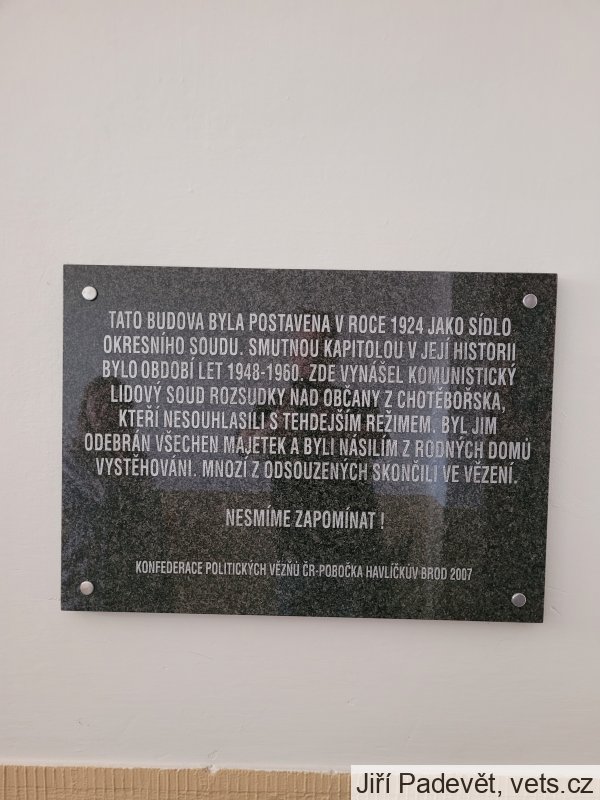 TATO BUDOVA BYLA POSTAVENA V ROCE 1924 JAKO SÍDLO
OKRESNÍHO SOUDU. SMUTNOU KAPITOLOU V JEJÍ HISTORII
BYLO OBDOBÍ LET 1948-1960. ZDE VYNÁŠEL KOMUNISTICKÝ
LIDOVÝ SOUD ROZSUDKY NAD OBČANY Z CHOTĚBOŘSKA,
KTEŘÍ NESOUHLASILI S TEHDEJŠÍM REŽIMEM. BYL JIM
ODEBRÁN VŠECHEN MAJETEK A BYLI NÁSILÍM Z RODNÝCH DOMŮ
VYSTĚHOVÁNI. MNOZÍ Z ODSOUZENÝCH SKONČILI VE VĚZENÍ.
NESMÍME ZAPOMÍNAT !
KONFEDERACE POLITICKÝCH VĚZŇŮ ČR-POBOČKA HAVLÍČKŮV BROD 2007
Jiří Padevět, vets.cz